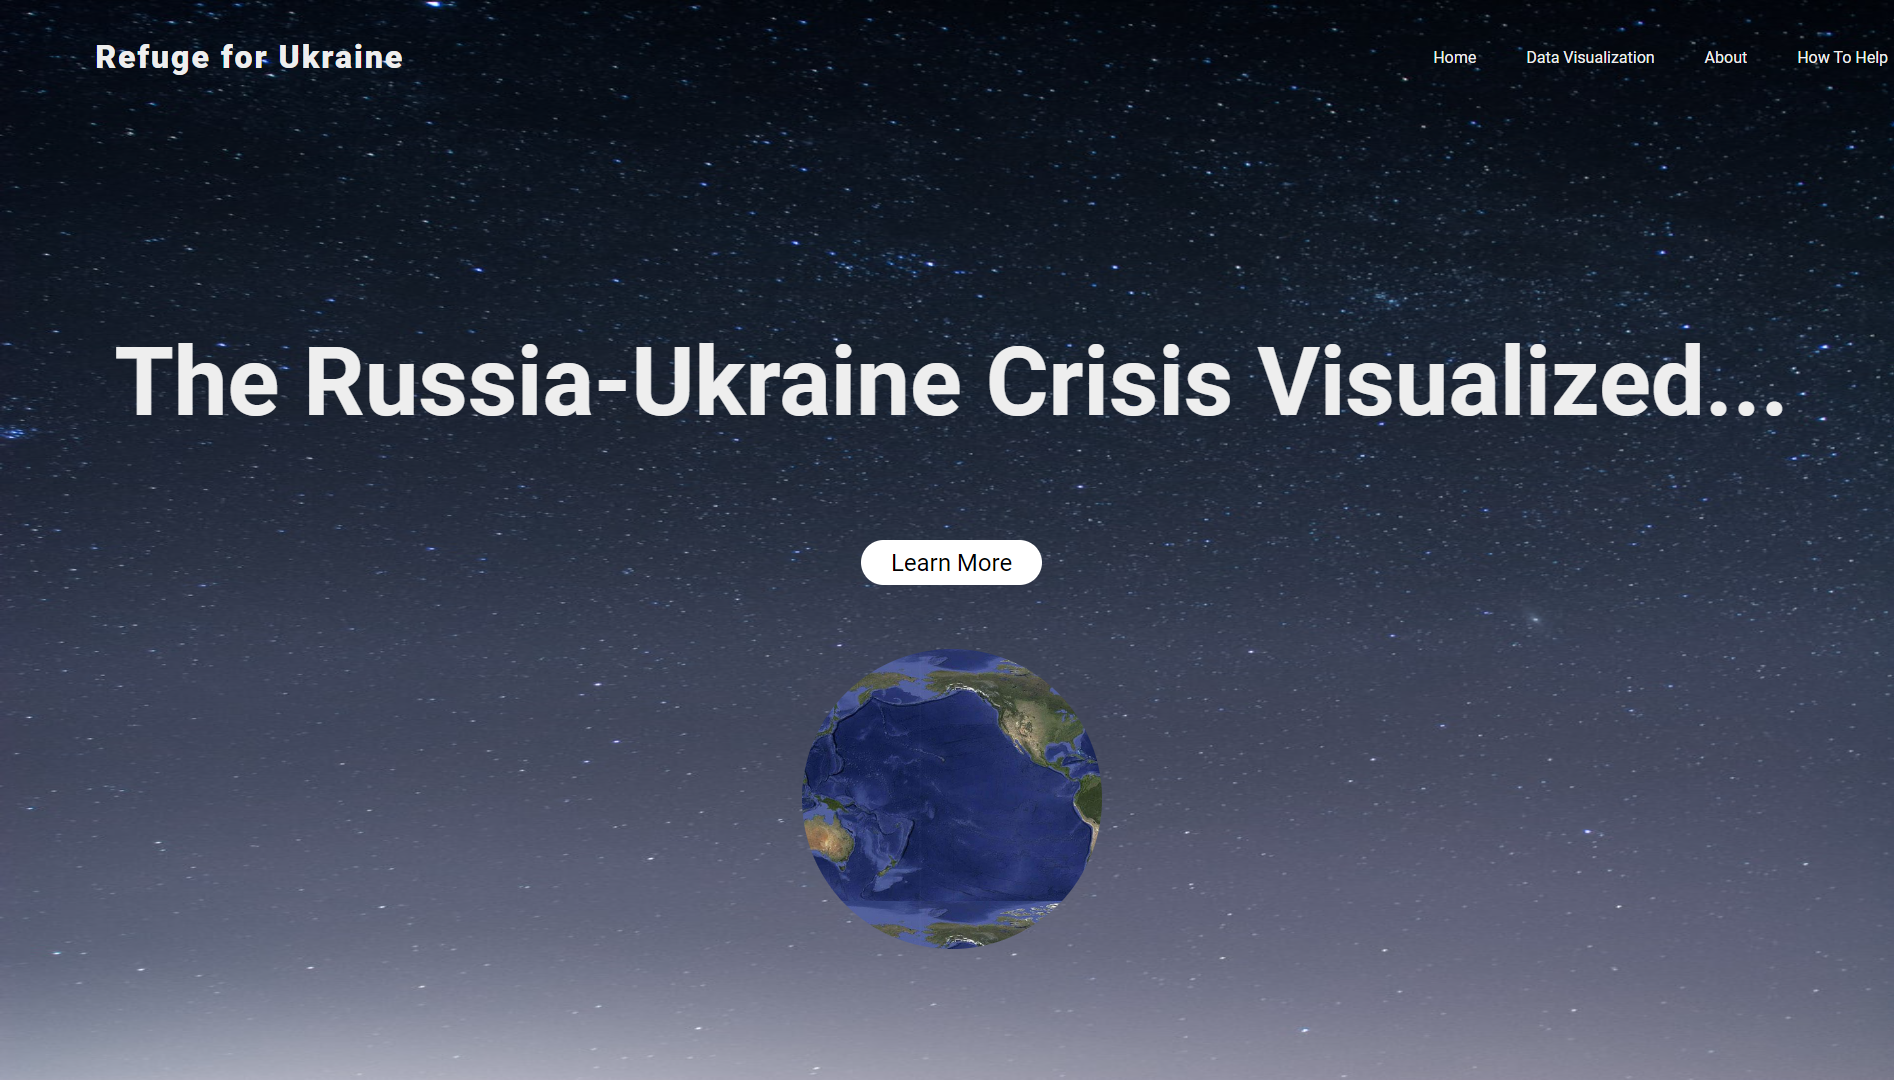 Refuge for Ukraine
Home
Data Visualization
About
How To Help
The Russia-Ukraine Crisis Visualized...
Learn More